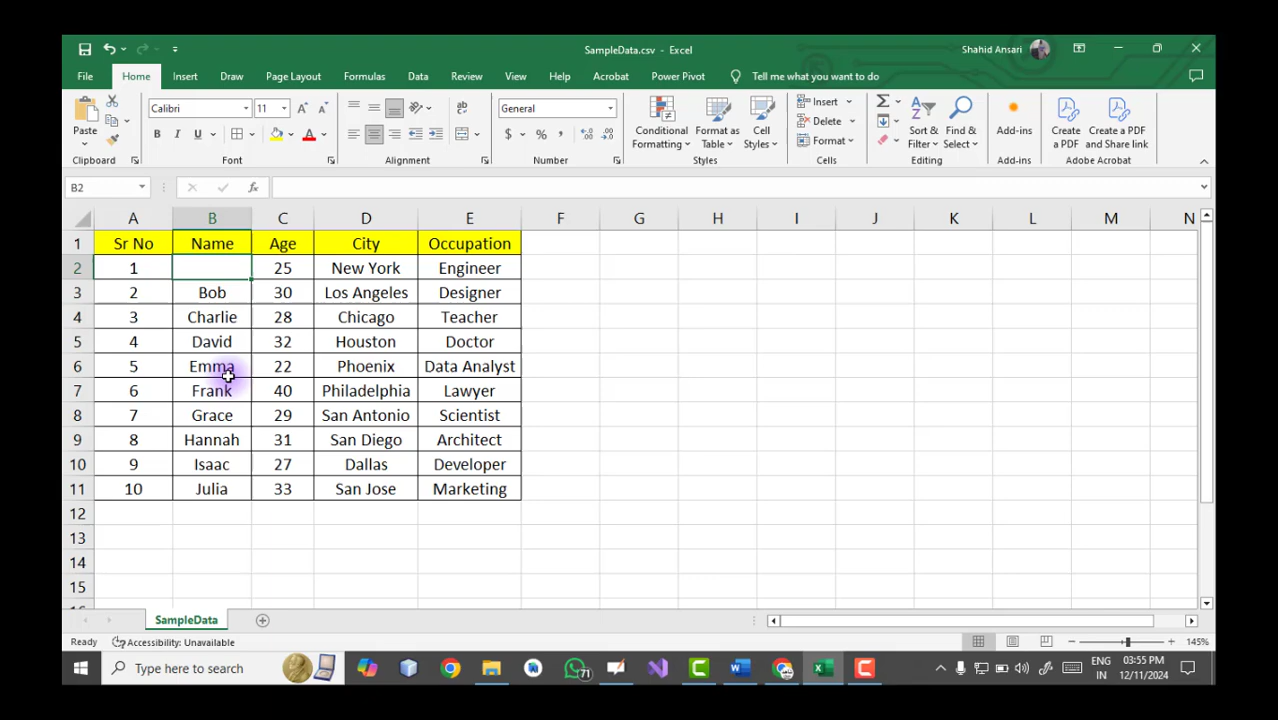 SampleData.csv - Excel
Shahid Ansari
File Home Insert Draw Page Layout Formulas Data Review View Help Acrobat Power Pivot Tell me what you want to do
Paste
Clipboard
Calibri 11
B I U A
Font
ab
Alignment
General
$ % ,
Number
Conditional Formatting
Format as Table
Cell Styles
Styles
Insert
Delete
Format
Cells
Sort & Filter
Find & Select
Editing
Add-ins
Add-ins
Create a PDF
Create a PDF and Share link
Adobe Acrobat
B2 fx
A B C D E F G H I J K L M N
1 Sr No Name Age City Occupation
2 1 25 New York Engineer
3 2 Bob 30 Los Angeles Designer
4 3 Charlie 28 Chicago Teacher
5 4 David 32 Houston Doctor
6 5 Emma 22 Phoenix Data Analyst
7 6 Frank 40 Philadelphia Lawyer
8 7 Grace 29 San Antonio Scientist
9 8 Hannah 31 San Diego Architect
10 9 Isaac 27 Dallas Developer
11 10 Julia 33 San Jose Marketing
12
13
14
15
16
SampleData
Ready Accessibility: Unavailable 145%
Type here to search
71
ENG
IN
03:55 PM
12/11/2024